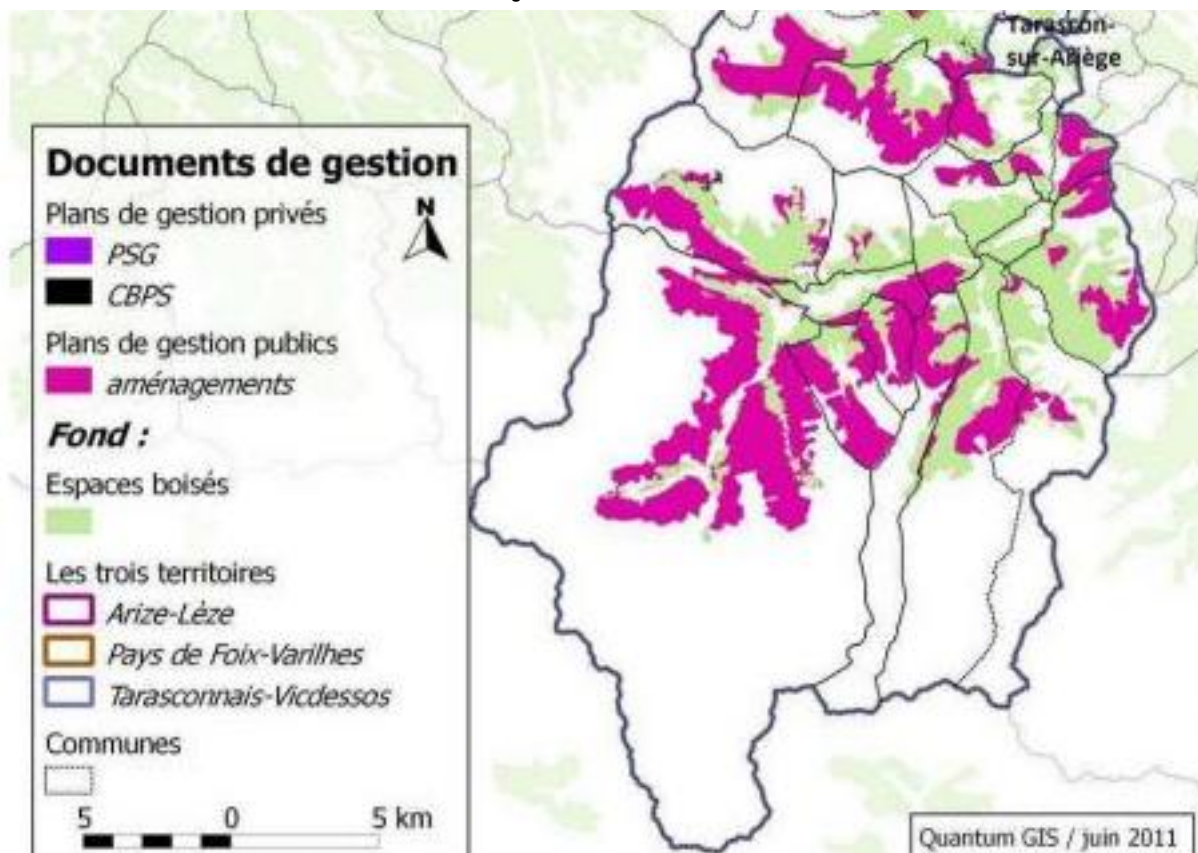 Tarascon-
sur-Ariège
Documents de gestion
Plans de gestion privés
N
PSG
CBPS
Plans de gestion publics
aménagements
Fond :
Espaces boisés
Les trois territoires
Arize-Lèze
Pays de Foix-Varilhes
Tarasconnais-Vicdessos
Communes
5 0 5 km
Quantum GIS / juin 2011